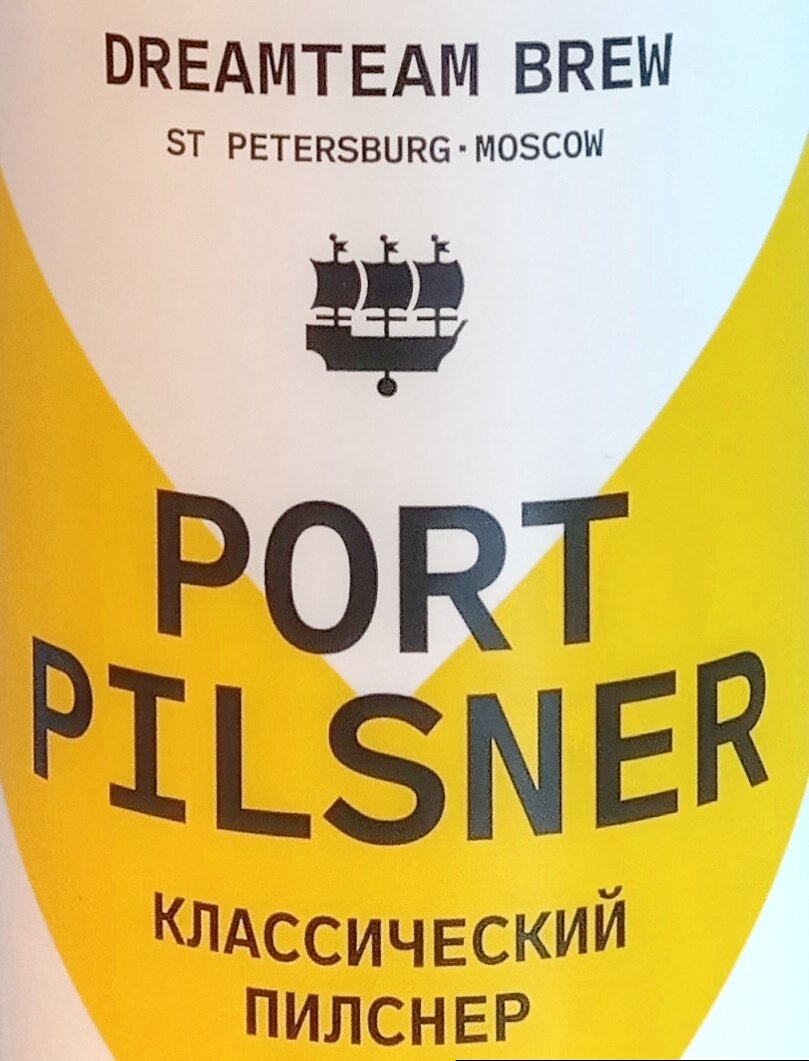 DREAMTEAM BREW
ST PETERSBURG·MOSCOW
PORT
PILSNER
КЛАССИЧЕСКИЙ
ПИЛСНЕР